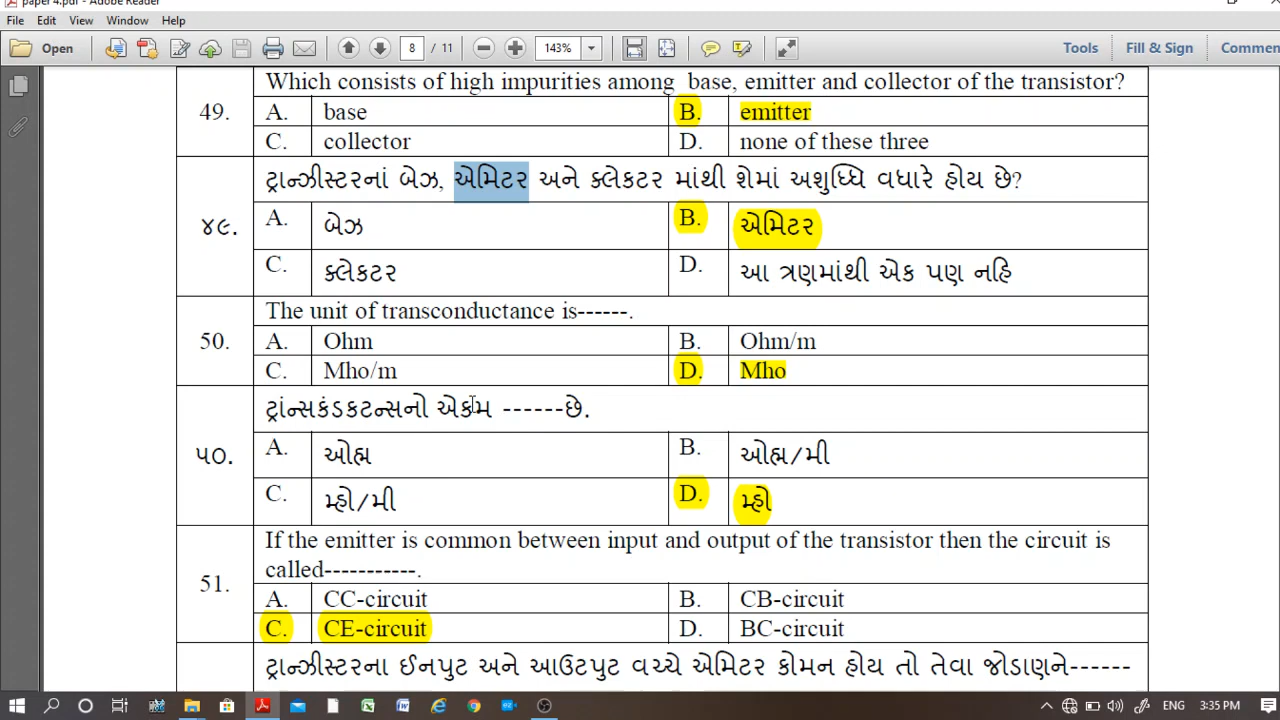 paper 4.pdf - Adobe Reader
File Edit View Window Help
Open 8 / 11 143% Tools Fill & Sign Commen
Which consists of high impurities among base, emitter and collector of the transistor?
49.
A. base B. emitter
C. collector D. none of these three
ટ્રાન્ઝીસ્ટરનાં બેઝ, એમિટર અને ક્લેકટર માંથી શેમાં અશુધ્ધિ વધારે હોય છે?
૪૯.
A. બેઝ B. એમિટર
C. ક્લેકટર D. આ ત્રણમાંથી એક પણ નહિ
The unit of transconductance is------.
50.
A. Ohm B. Ohm/m
C. Mho/m D. Mho
ટ્રાંન્સકંડકટન્સનો એકમ ------છે.
૫૦.
A. ઓહ્મ B. ઓહ્મ/મી
C. મ્હો/મી D. મ્હો
If the emitter is common between input and output of the transistor then the circuit is
called-----------.
51.
A. CC-circuit B. CB-circuit
C. CE-circuit D. BC-circuit
ટ્રાન્ઝીસ્ટરના ઈનપુટ અને આઉટપુટ વચ્ચે એમિટર કોમન હોય તો તેવા જોડાણને------
ENG 3:35 PM